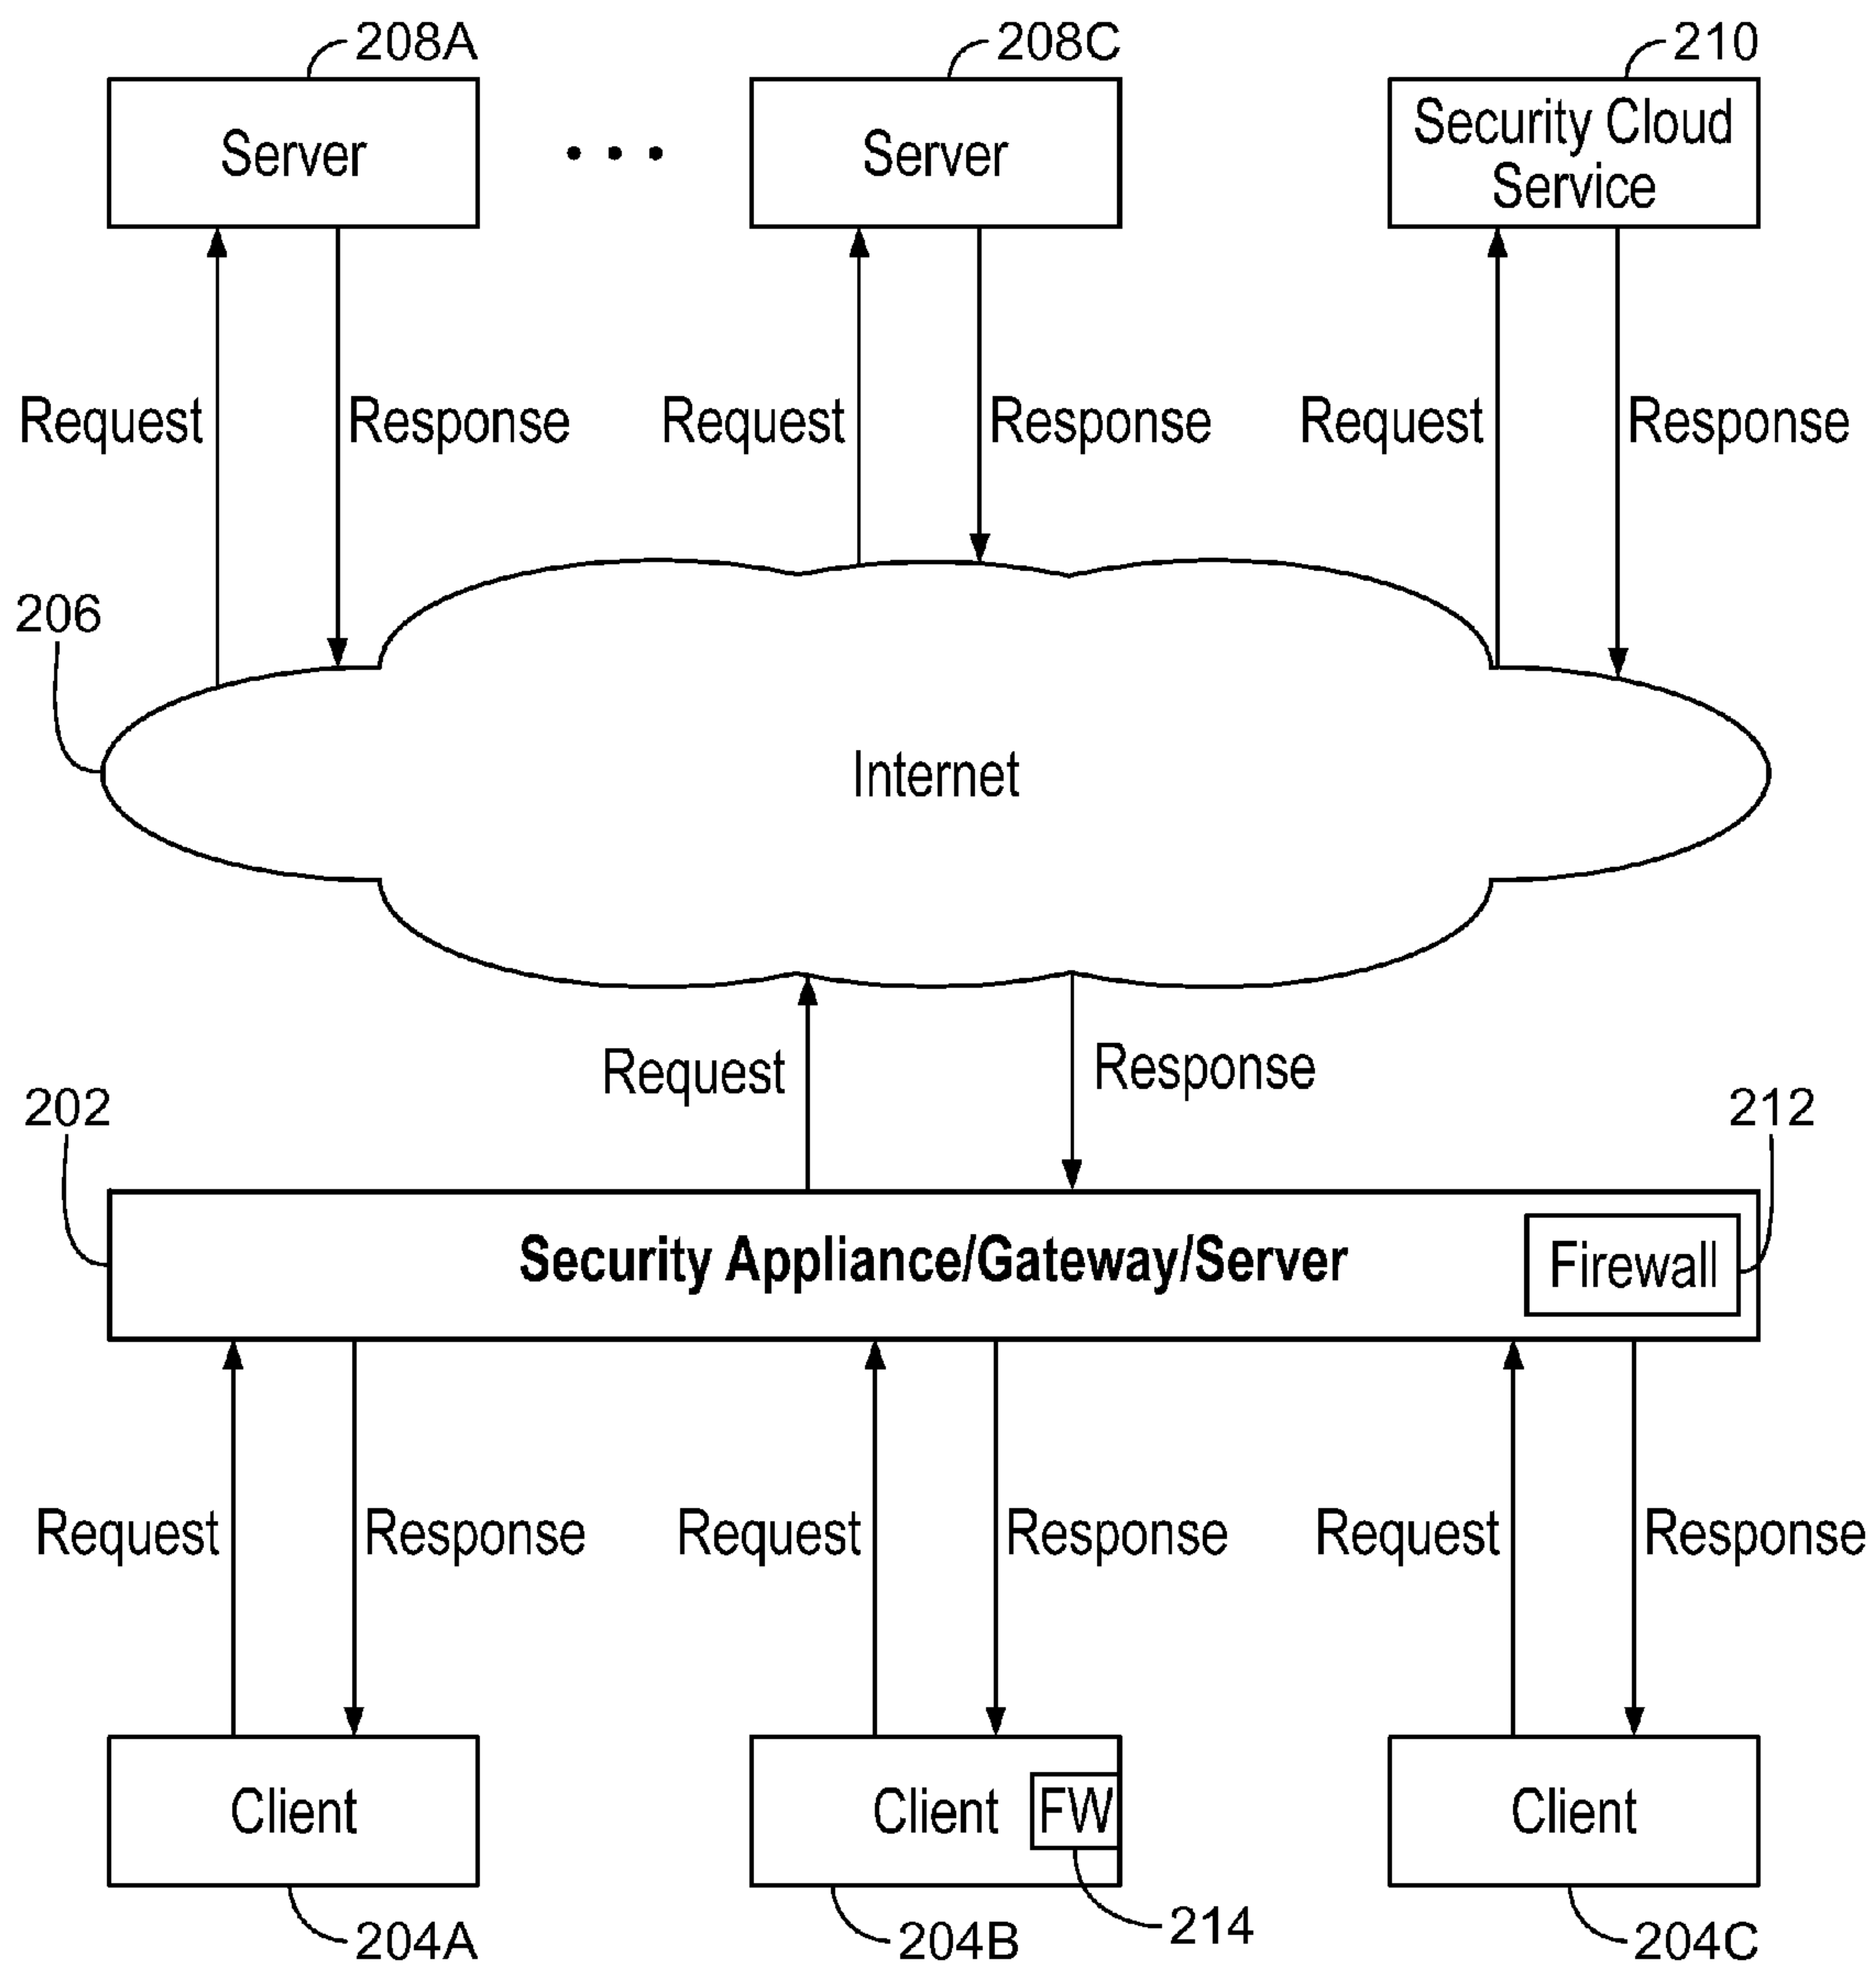 208A
208C
210
Server
• • •
Server
Security Cloud
Service
Request
Response
Request
Response
Request
Response
206
Internet
Request
Response
202
212
Security Appliance/Gateway/Server
Firewall
Request
Response
Request
Response
Request
Response
Client
Client
FW
Client
204A
204B
214
204C